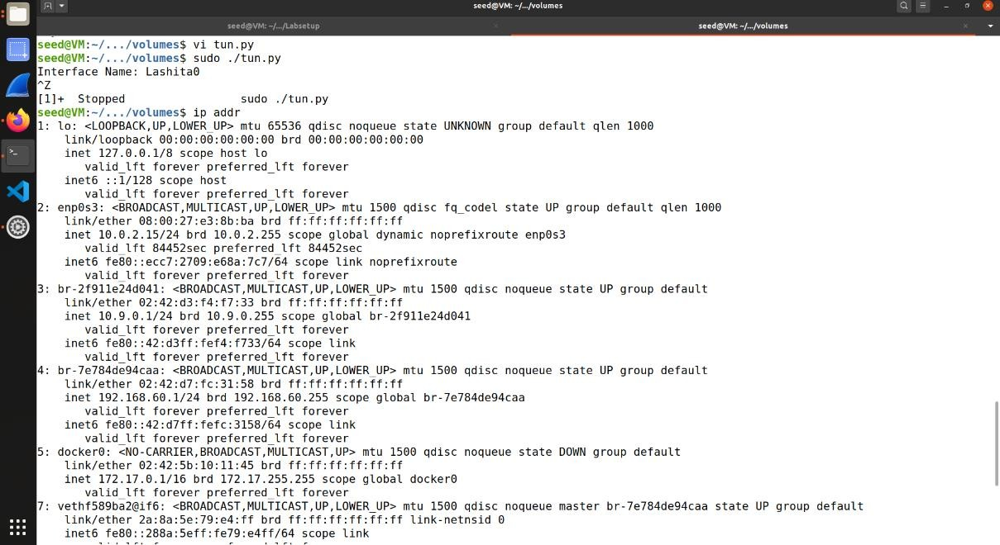 seed@VM: ~/.../volumes
seed@VM: ~/.../Labsetup
seed@VM: ~/.../volumes
seed@VM:~/.../volumes$ vi tun.py
seed@VM:~/.../volumes$ sudo ./tun.py
Interface Name: Lashita0
^Z
[1]+  Stopped                 sudo ./tun.py
seed@VM:~/.../volumes$ ip addr
1: lo: <LOOPBACK,UP,LOWER_UP> mtu 65536 qdisc noqueue state UNKNOWN group default qlen 1000
    link/loopback 00:00:00:00:00:00 brd 00:00:00:00:00:00
    inet 127.0.0.1/8 scope host lo
       valid_lft forever preferred_lft forever
    inet6 ::1/128 scope host
       valid_lft forever preferred_lft forever
2: enp0s3: <BROADCAST,MULTICAST,UP,LOWER_UP> mtu 1500 qdisc fq_codel state UP group default qlen 1000
    link/ether 08:00:27:e3:8b:ba brd ff:ff:ff:ff:ff:ff
    inet 10.0.2.15/24 brd 10.0.2.255 scope global dynamic noprefixroute enp0s3
       valid_lft 84452sec preferred_lft 84452sec
    inet6 fe80::ecc7:2709:e68a:7c7/64 scope link noprefixroute
       valid_lft forever preferred_lft forever
3: br-2f911e24d041: <BROADCAST,MULTICAST,UP,LOWER_UP> mtu 1500 qdisc noqueue state UP group default
    link/ether 02:42:d3:f4:f7:33 brd ff:ff:ff:ff:ff:ff
    inet 10.9.0.1/24 brd 10.9.0.255 scope global br-2f911e24d041
       valid_lft forever preferred_lft forever
    inet6 fe80::42:d3ff:fef4:f733/64 scope link
       valid_lft forever preferred_lft forever
4: br-7e784de94caa: <BROADCAST,MULTICAST,UP,LOWER_UP> mtu 1500 qdisc noqueue state UP group default
    link/ether 02:42:d7:fc:31:58 brd ff:ff:ff:ff:ff:ff
    inet 192.168.60.1/24 brd 192.168.60.255 scope global br-7e784de94caa
       valid_lft forever preferred_lft forever
    inet6 fe80::42:d7ff:fefc:3158/64 scope link
       valid_lft forever preferred_lft forever
5: docker0: <NO-CARRIER,BROADCAST,MULTICAST,UP> mtu 1500 qdisc noqueue state DOWN group default
    link/ether 02:42:5b:10:11:45 brd ff:ff:ff:ff:ff:ff
    inet 172.17.0.1/16 brd 172.17.255.255 scope global docker0
       valid_lft forever preferred_lft forever
7: vethf589ba2@if6: <BROADCAST,MULTICAST,UP,LOWER_UP> mtu 1500 qdisc noqueue master br-7e784de94caa state UP group default
    link/ether 2a:8a:5e:79:e4:ff brd ff:ff:ff:ff:ff:ff link-netnsid 0
    inet6 fe80::288a:5eff:fe79:e4ff/64 scope link